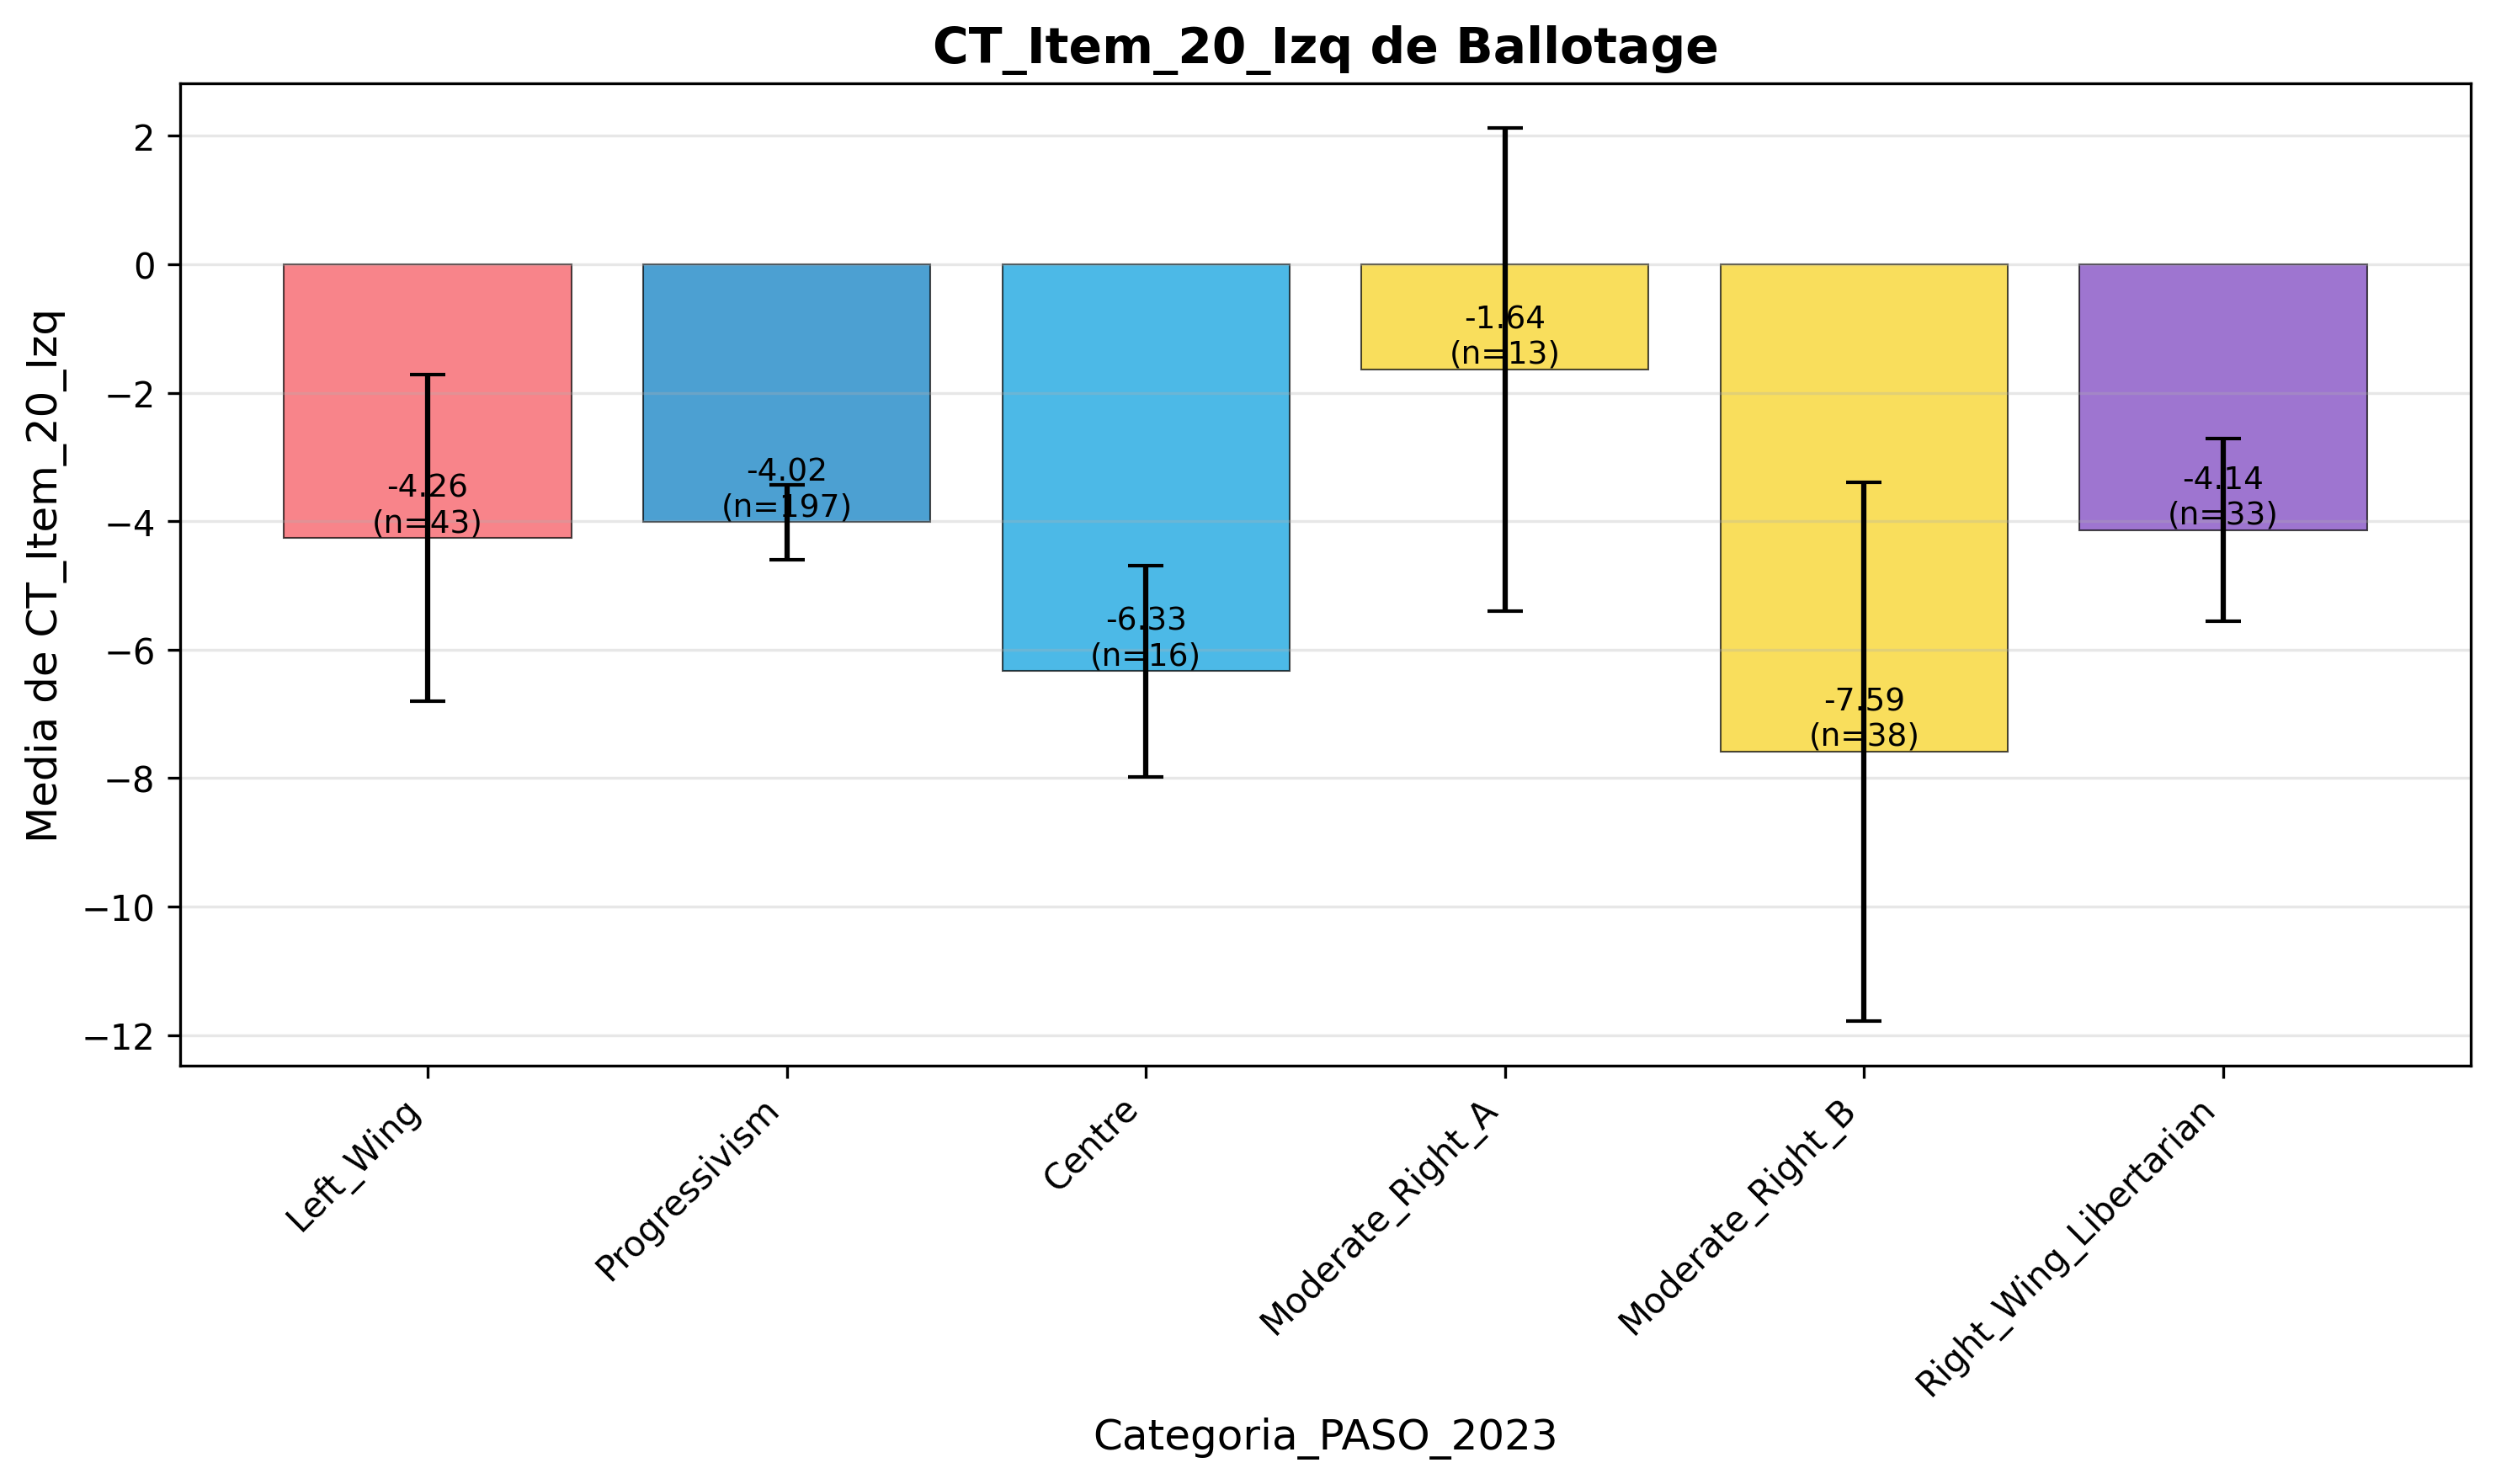 CT_Item_20_Izq de Ballotage
Media de CT_Item_20_Izq
2
0
−2
−4
−6
−8
−10
−12
-4.26
(n=43)
-4.02
(n=197)
-6.33
(n=16)
-1.64
(n=13)
-7.59
(n=38)
-4.14
(n=33)
Left_Wing
Progressivism
Centre
Moderate_Right_A
Moderate_Right_B
Right_Wing_Libertarian
Categoria_PASO_2023